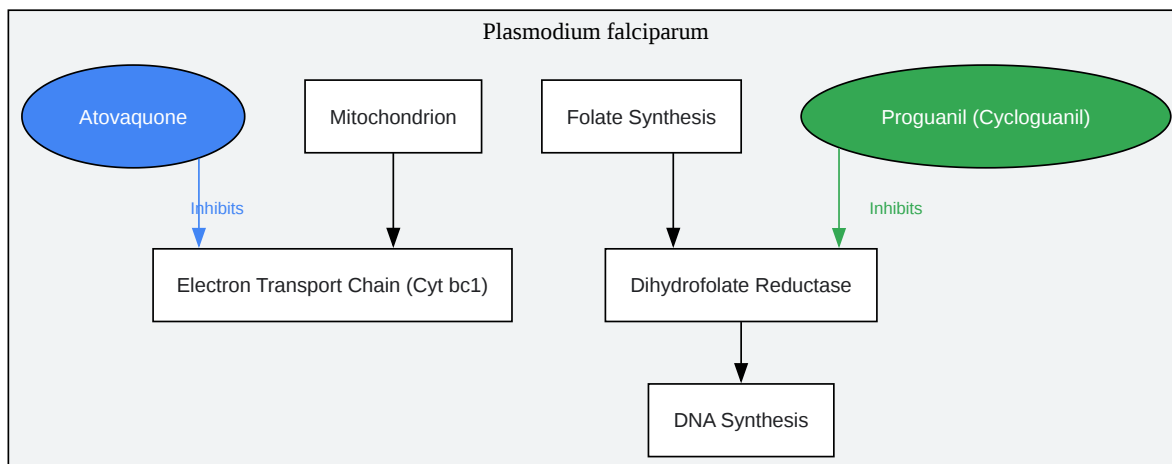 Plasmodium falciparum
Atovaquone
Mitochondrion
Folate Synthesis
Proguanil (Cycloguanil)
Inhibits
Inhibits
Electron Transport Chain (Cyt bc1)
Dihydrofolate Reductase
DNA Synthesis